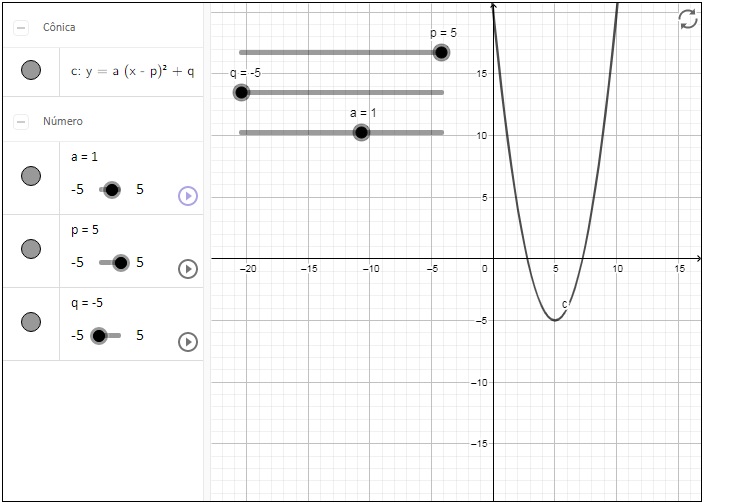 Cônica
c: y = a (x - p)² + q
Número
a = 1
-5 5
p = 5
-5 5
q = -5
-5 5
p = 5
q = -5
a = 1
15
10
5
−20 −15 −10 −5 0 5 10 15
c
−5
−10
−15